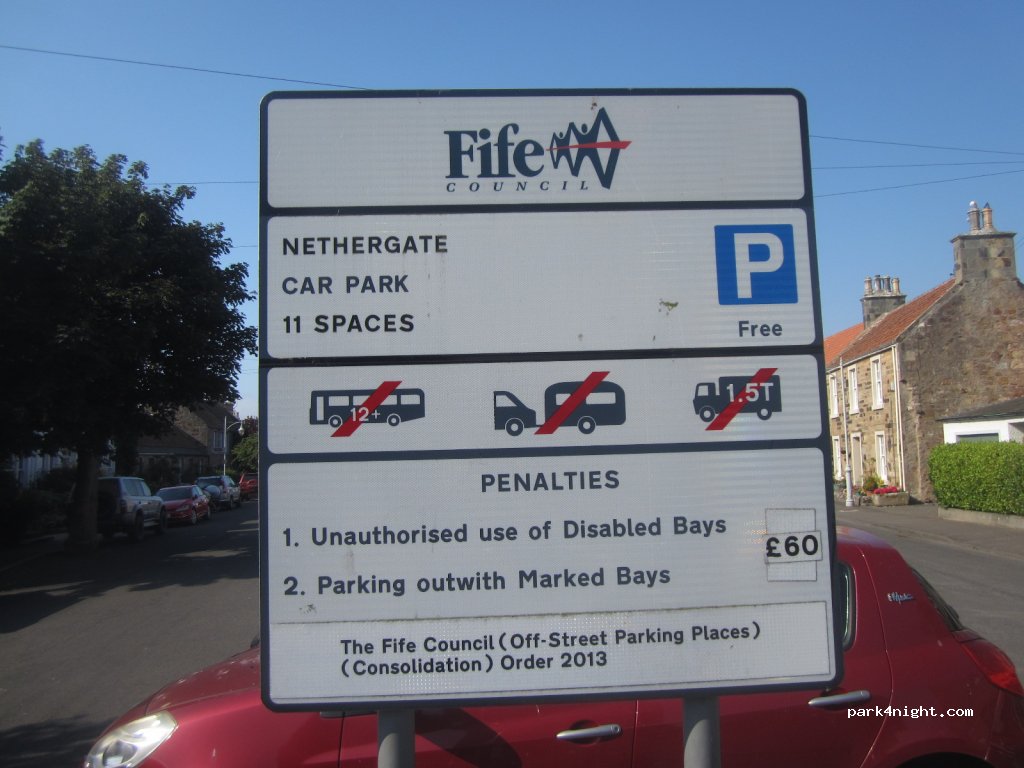 Fife
COUNCIL
NETHERGATE
CAR PARK
11 SPACES
P
Free
12+
1.5T
PENALTIES
1. Unauthorised use of Disabled Bays
£60
2. Parking outwith Marked Bays
The Fife Council (Off-Street Parking Places)
(Consolidation) Order 2013
park4night.com